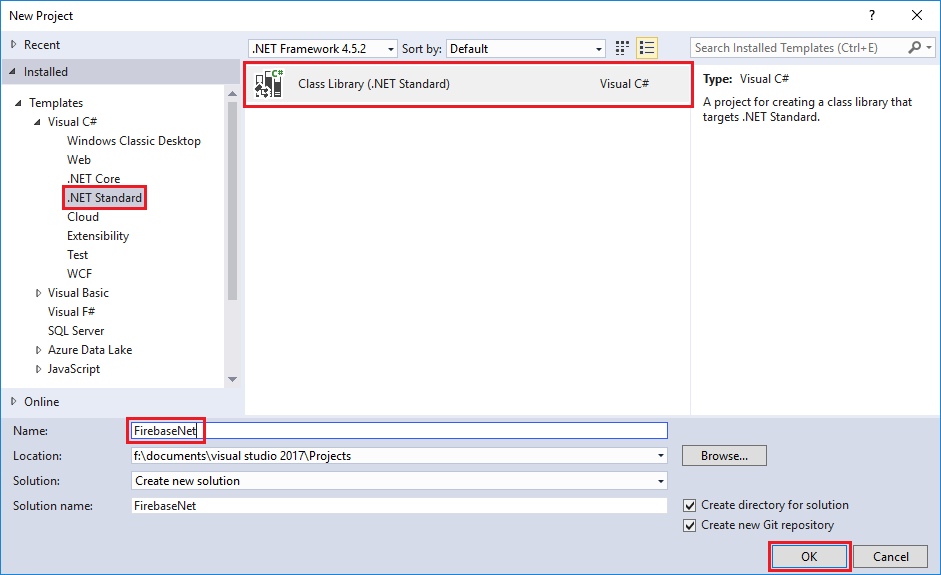 New Project
?
Recent
.NET Framework 4.5.2 Sort by: Default
Search Installed Templates (Ctrl+E)
Installed
Templates
Visual C#
Windows Classic Desktop
Web
.NET Core
.NET Standard
Cloud
Extensibility
Test
WCF
Visual Basic
Visual F#
SQL Server
Azure Data Lake
JavaScript
Online
C#
Class Library (.NET Standard) Visual C#
Type: Visual C#
A project for creating a class library that
targets .NET Standard.
Name: FirebaseNet
Location: f:\documents\visual studio 2017\Projects Browse...
Solution: Create new solution
Solution name: FirebaseNet
Create directory for solution
Create new Git repository
OK Cancel